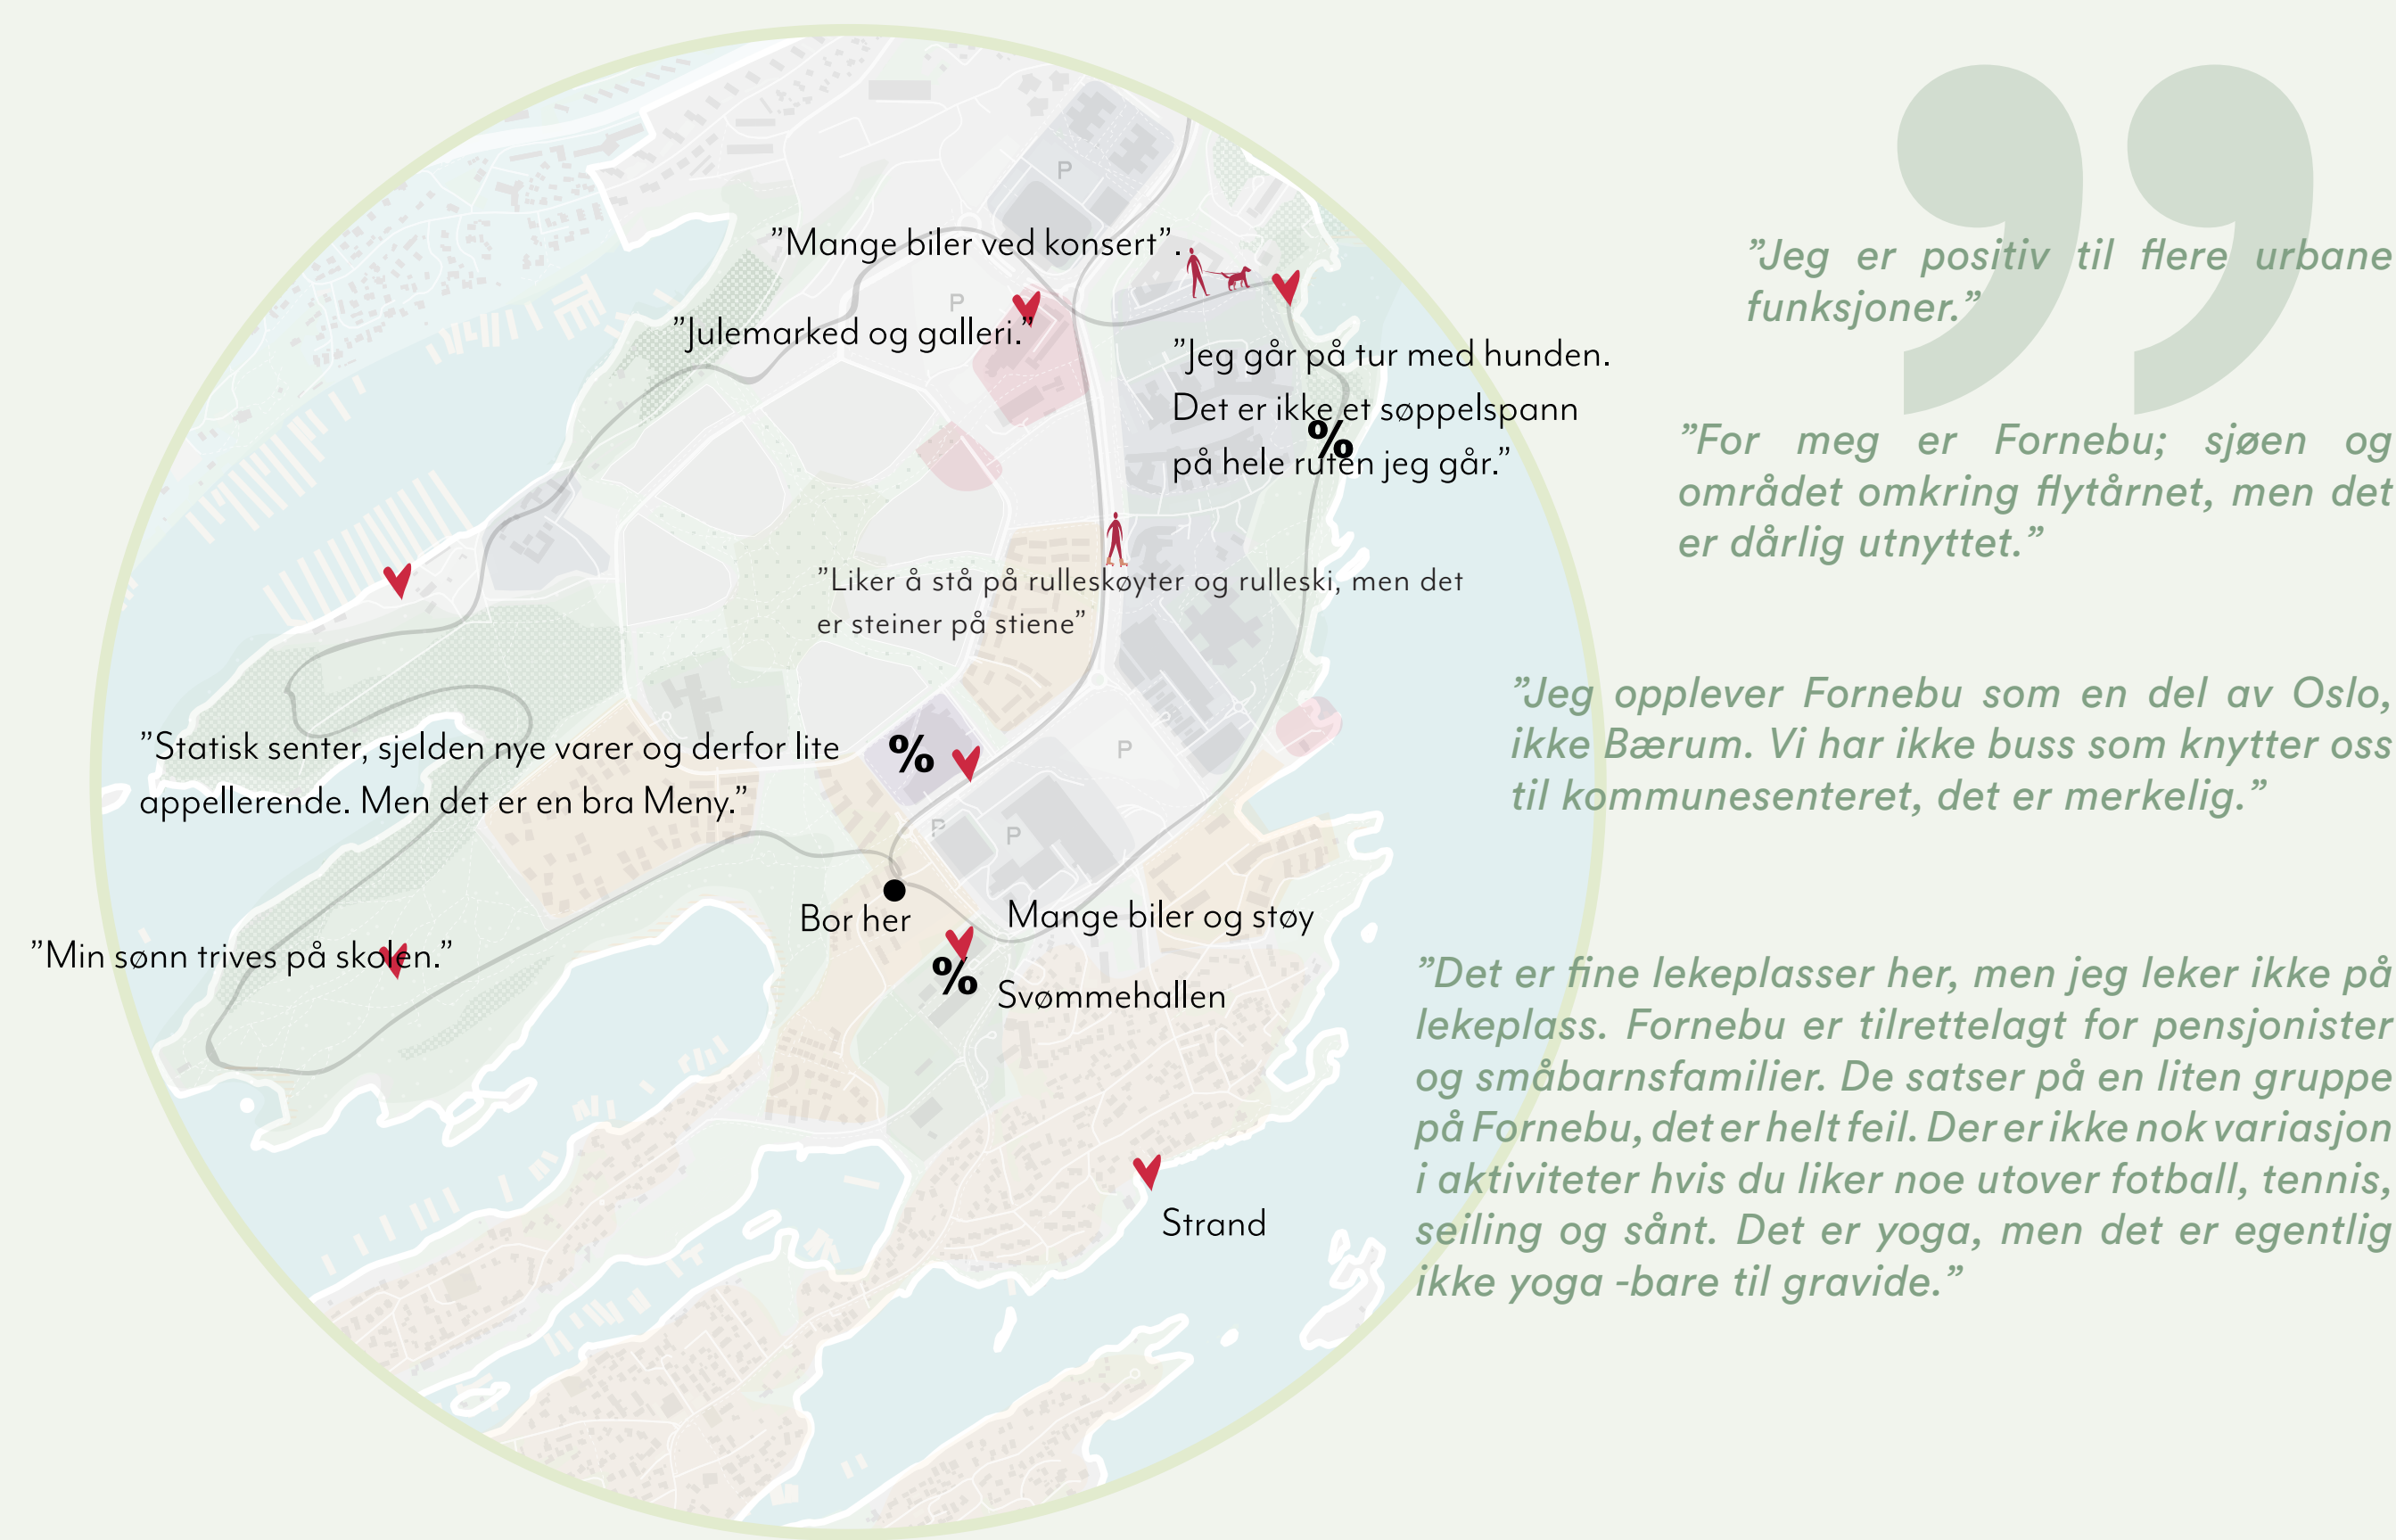 P
”Mange biler ved konsert”.
P
”Julemarked og galleri.”
”Jeg går på tur med hunden.
Det er ikke et søppelspann
på hele ruten jeg går.”
%
”Liker å stå på rulleskøyter og rulleski, men det
er steiner på stiene”
”Statisk senter, sjelden nye varer og derfor lite
appellerende. Men det er en bra Meny.”
%
P
P
P
Bor her
Mange biler og støy
”Min sønn trives på skolen.”
%
Svømmehallen
Strand
”
”Jeg er positiv til flere urbane
funksjoner.”
”For meg er Fornebu; sjøen og
området omkring flytårnet, men det
er dårlig utnyttet.”
”Jeg opplever Fornebu som en del av Oslo,
ikke Bærum. Vi har ikke buss som knytter oss
til kommunesenteret, det er merkelig.”
”Det er fine lekeplasser her, men jeg leker ikke på
lekeplass. Fornebu er tilrettelagt for pensjonister
og småbarnsfamilier. De satser på en liten gruppe
på Fornebu, det er helt feil. Der er ikke nok variasjon
i aktiviteter hvis du liker noe utover fotball, tennis,
seiling og sånt. Det er yoga, men det er egentlig
ikke yoga -bare til gravide.”